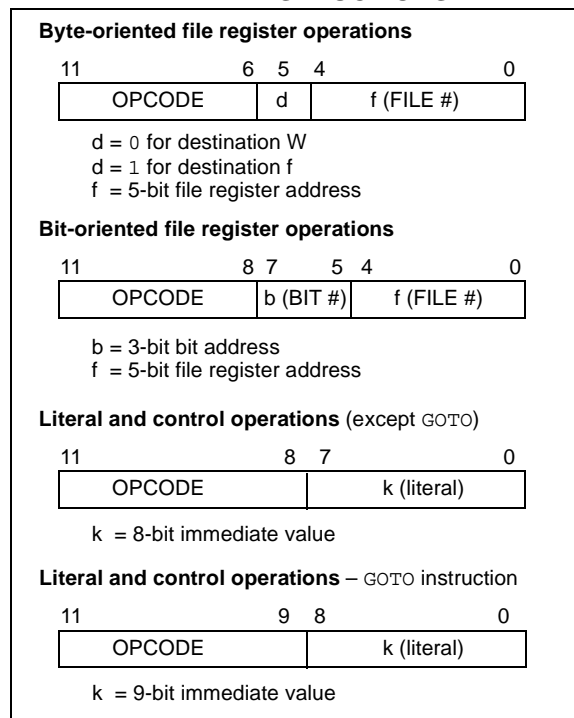 Byte-oriented file register operations
11 6 5 4 0
OPCODE d f (FILE #)
d = 0 for destination W
d = 1 for destination f
f = 5-bit file register address
Bit-oriented file register operations
11 8 7 5 4 0
OPCODE b (BIT #) f (FILE #)
b = 3-bit bit address
f = 5-bit file register address
Literal and control operations (except GOTO)
11 8 7 0
OPCODE k (literal)
k = 8-bit immediate value
Literal and control operations – GOTO instruction
11 9 8 0
OPCODE k (literal)
k = 9-bit immediate value